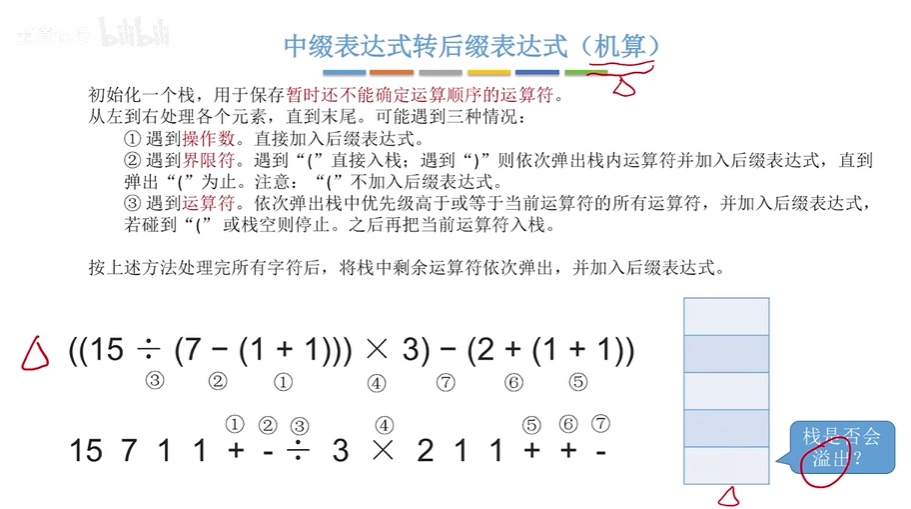 bilibili
中缀表达式转后缀表达式（机算）
初始化一个栈，用于保存暂时还不能确定运算顺序的运算符。
从左到右处理各个元素，直到末尾。可能遇到三种情况：
① 遇到操作数。直接加入后缀表达式。
② 遇到界限符。遇到“(”直接入栈；遇到“)”则依次弹出栈内运算符并加入后缀表达式，直到
弹出“(”为止。注意：“(”不加入后缀表达式。
③ 遇到运算符。依次弹出栈中优先级高于或等于当前运算符的所有运算符，并加入后缀表达式，
若碰到“(” 或栈空则停止。之后再把当前运算符入栈。
按上述方法处理完所有字符后，将栈中剩余运算符依次弹出，并加入后缀表达式。
((15 ÷ (7 − (1 + 1))) × 3) − (2 + (1 + 1))
③ ② ① ④ ⑦ ⑥ ⑤
① ② ③ ④ ⑤ ⑥ ⑦
15 7 1 1 + - ÷ 3 × 2 1 1 + + -
栈是否会
溢出？